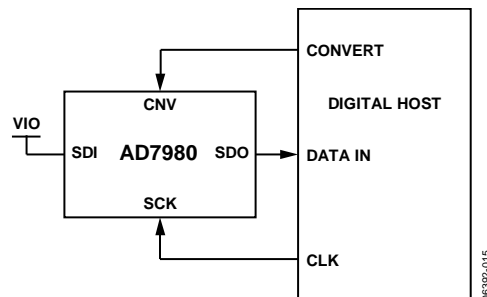 CONVERT
CNV
DIGITAL HOST
VIO
SDI AD7980 SDO DATA IN
SCK
CLK